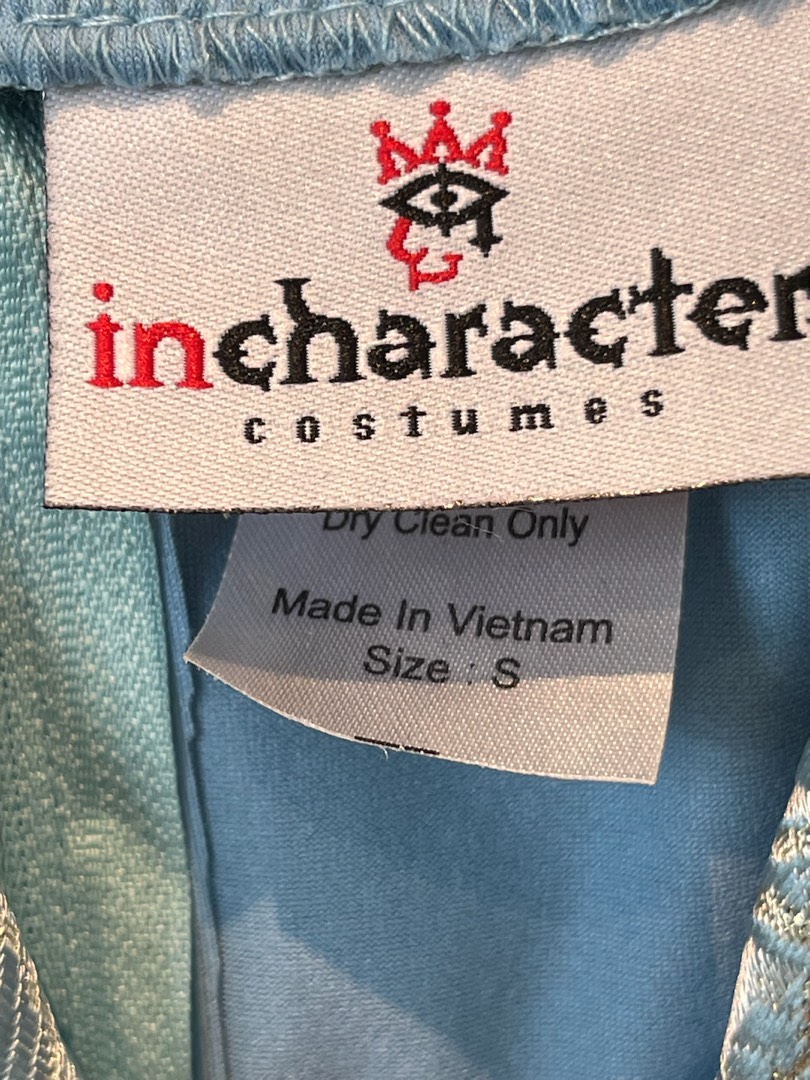 incharacter
costumes
Dry Clean Only
Made In Vietnam
Size : S